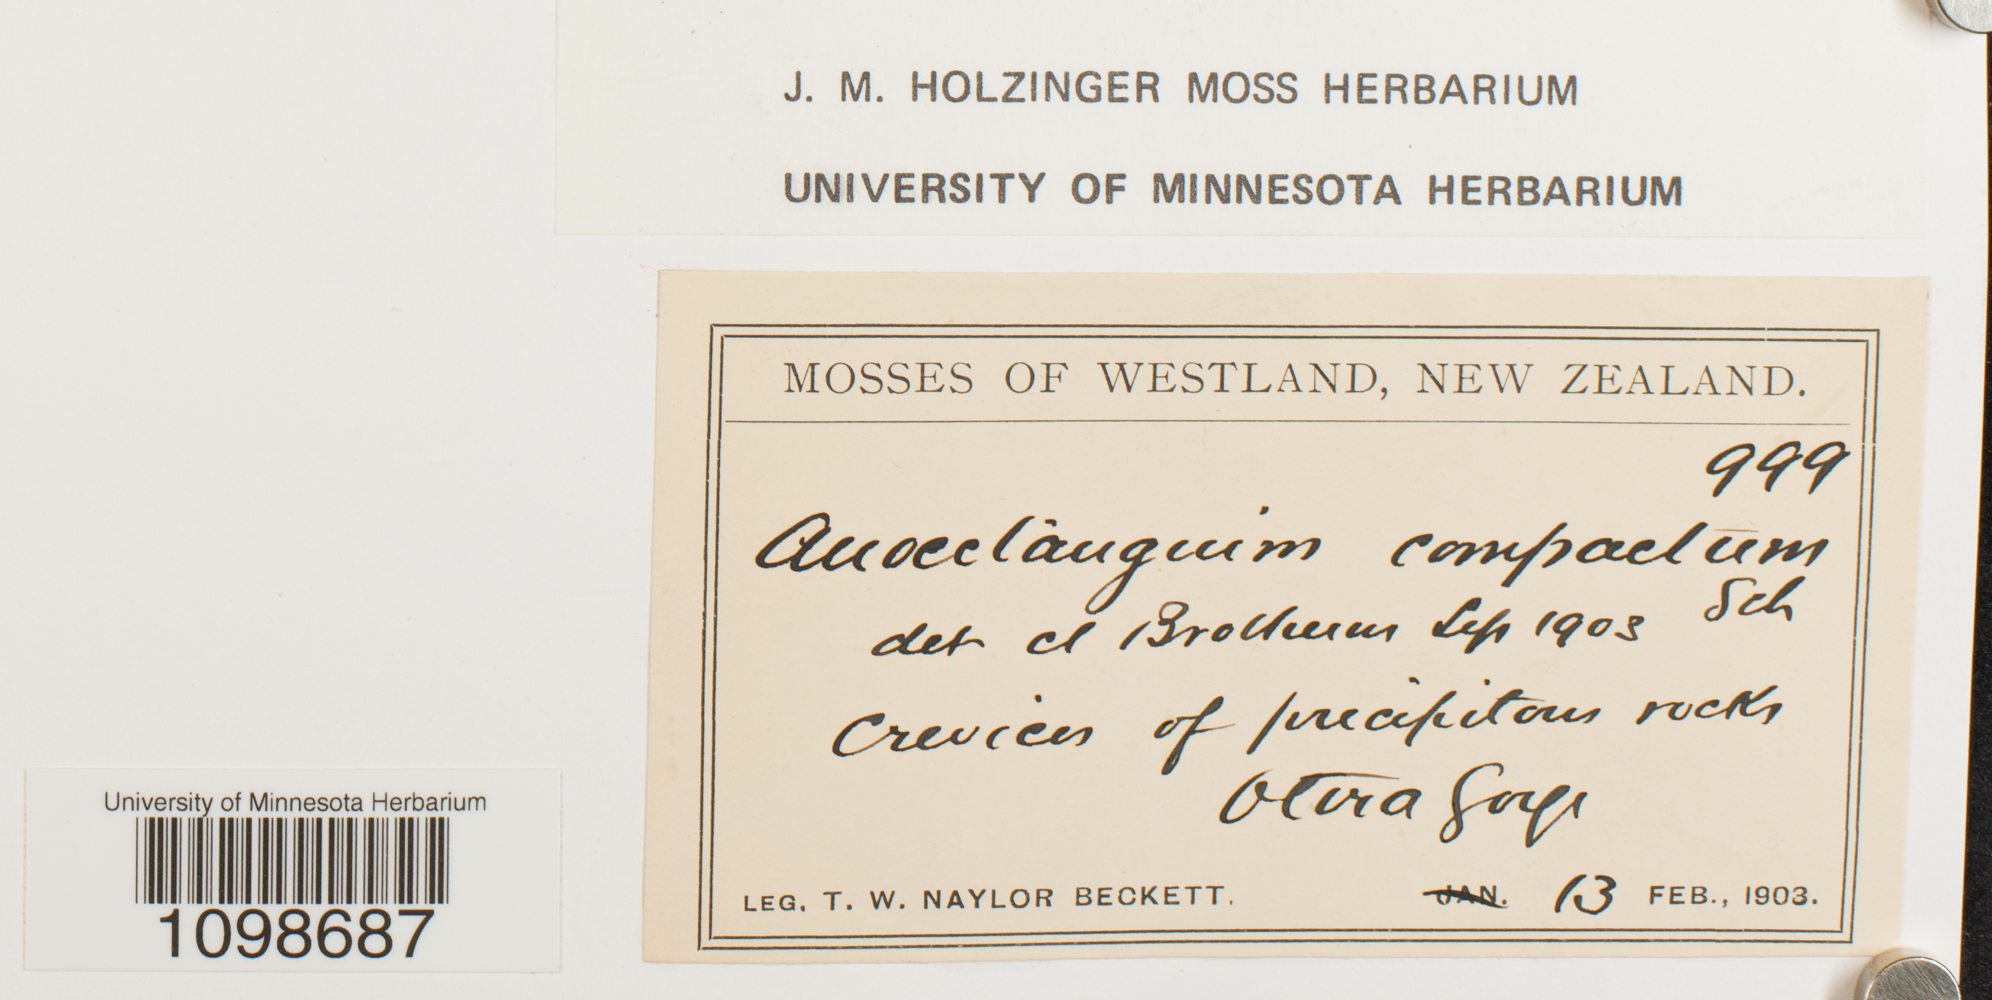 J. M. HOLZINGER MOSS HERBARIUM
UNIVERSITY OF MINNESOTA HERBARIUM
MOSSES OF WESTLAND, NEW ZEALAND.
999
Anoectangium compactum
Sch
det cl Brotherus Sep 1903
Crevices of precipitous rocks
Otira Gorge
LEG. T. W. NAYLOR BECKETT. JAN. 13 FEB., 1903.
University of Minnesota Herbarium
1098687